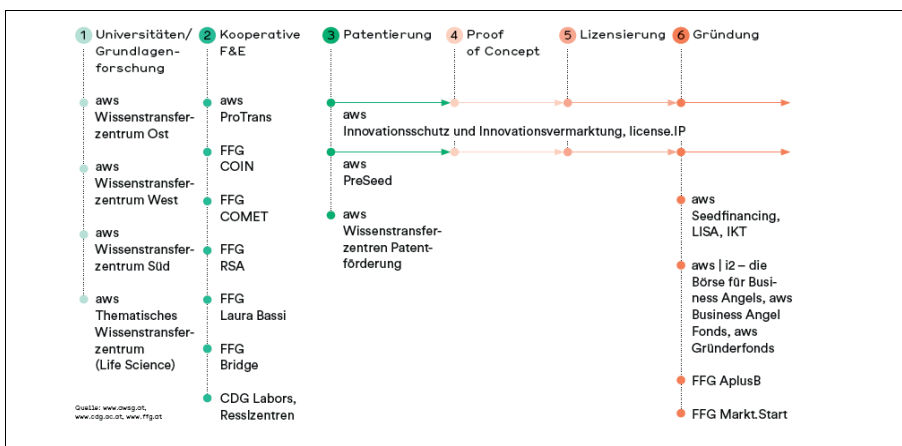 1 Universitäten/
Grundlagen-
forschung
aws
Wissenstransfer-
zentrum Ost
aws
Wissenstransfer-
zentrum West
aws
Wissenstransfer-
zentrum Süd
aws
Thematisches
Wissenstransfer-
zentrum
(Life Science)
2 Kooperative
F&E
aws
ProTrans
FFG
COIN
FFG
COMET
FFG
RSA
FFG
Laura Bassi
FFG
Bridge
CDG Labors,
Resslzentren
3 Patentierung
4 Proof
of Concept
5 Lizensierung
6 Gründung
aws
Innovationsschutz und Innovationsvermarktung, license.IP
aws
PreSeed
aws
Wissenstransfer-
zentren Patent-
förderung
aws
Seedfinancing,
LISA, IKT
aws | i2 – die
Börse für Busi-
ness Angels, aws
Business Angel
Fonds, aws
Gründerfonds
FFG AplusB
FFG Markt.Start
Quelle: www.awsg.at,
www.cdg.ac.at, www.ffg.at